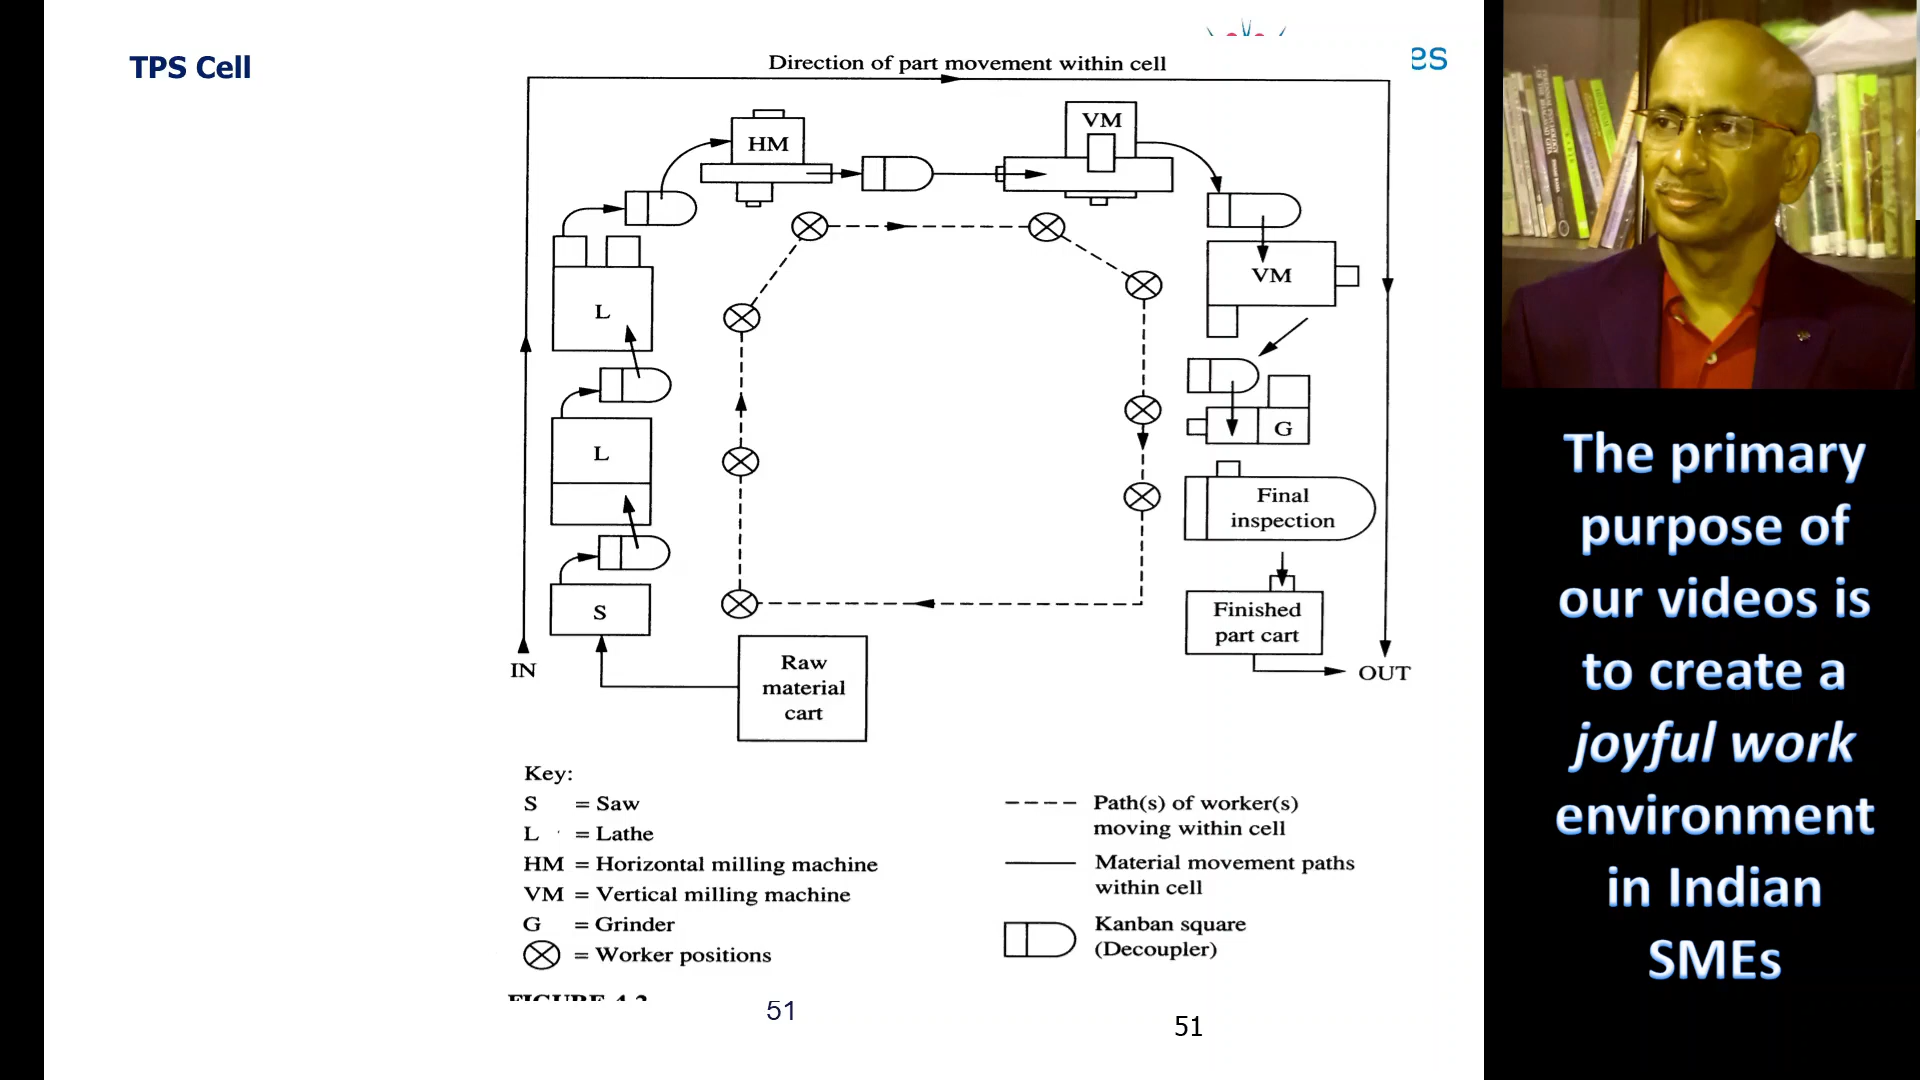 TPS Cell
Direction of part movement within cell
es
HM
VM
L
VM
L
G
Final
inspection
S
Finished
part cart
IN
Raw
material
cart
OUT
Key:
S = Saw
L = Lathe
HM = Horizontal milling machine
VM = Vertical milling machine
G = Grinder
= Worker positions
Path(s) of worker(s)
moving within cell
Material movement paths
within cell
Kanban square
(Decoupler)
51
51
The primary
purpose of
our videos is
to create a
joyful work
environment
in Indian
SMEs